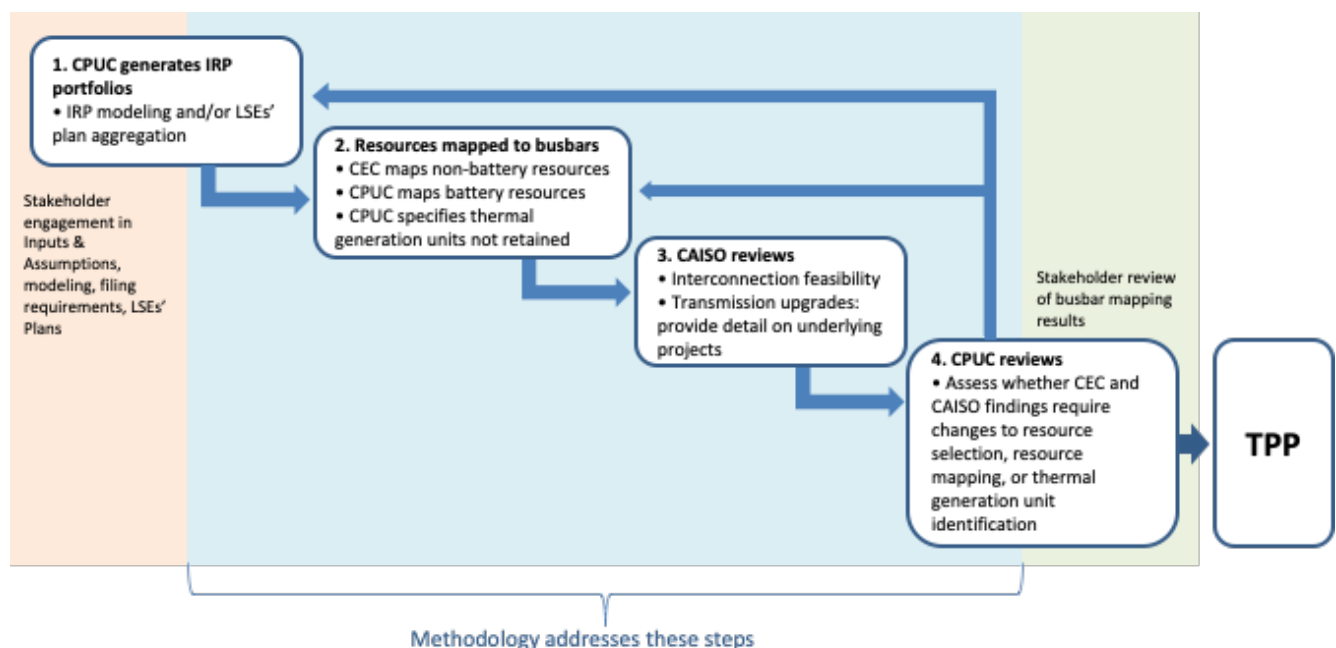 1. CPUC generates IRP
portfolios
• IRP modeling and/or LSEs'
plan aggregation
2. Resources mapped to busbars
• CEC maps non-battery resources
• CPUC maps battery resources
• CPUC specifies thermal
generation units not retained
Stakeholder
engagement in
Inputs &
Assumptions,
modeling, filing
requirements, LSEs'
Plans
3. CAISO reviews
• Interconnection feasibility
• Transmission upgrades:
provide detail on underlying
projects
Stakeholder review
of busbar mapping
results
4. CPUC reviews
• Assess whether CEC and
CAISO findings require
changes to resource
selection, resource
mapping, or thermal
generation unit
identification
TPP
Methodology addresses these steps